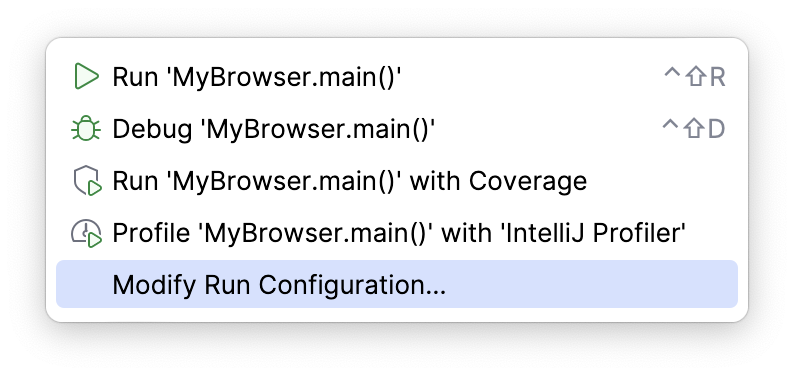 Run 'MyBrowser.main()' ⌃⇧R
Debug 'MyBrowser.main()' ⌃⇧D
Run 'MyBrowser.main()' with Coverage
Profile 'MyBrowser.main()' with 'IntelliJ Profiler'
Modify Run Configuration...